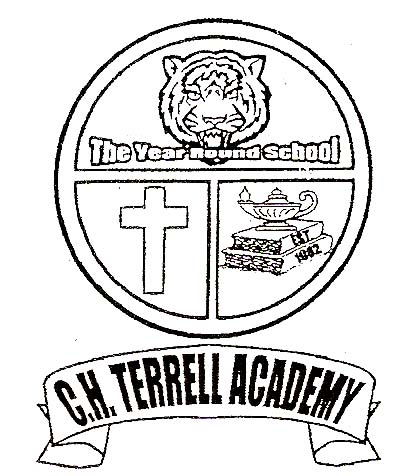 The Year Round School
EST
1982
C.H. TERRELL ACADEMY